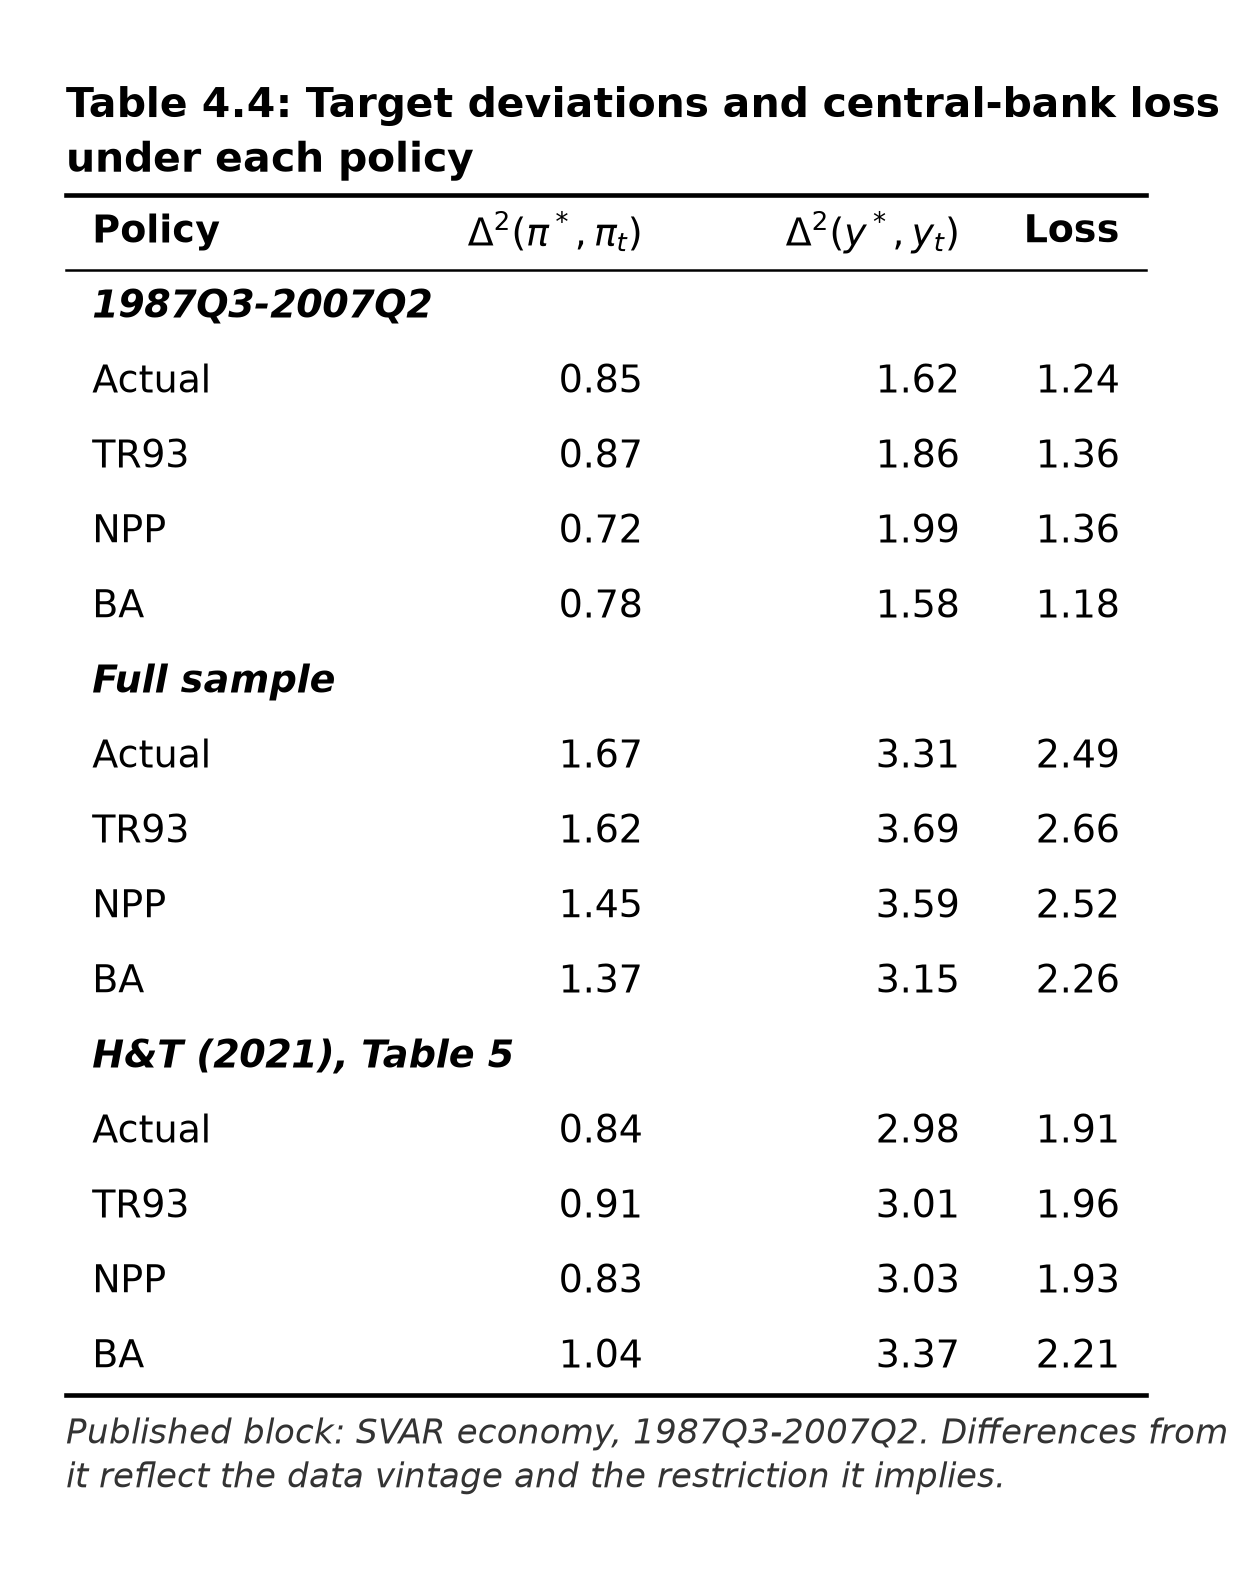 Table 4.4: Target deviations and central-bank loss
under each policy
Policy Δ²(π*, πₜ) Δ²(y*, yₜ) Loss
1987Q3-2007Q2
Actual 0.85 1.62 1.24
TR93 0.87 1.86 1.36
NPP 0.72 1.99 1.36
BA 0.78 1.58 1.18
Full sample
Actual 1.67 3.31 2.49
TR93 1.62 3.69 2.66
NPP 1.45 3.59 2.52
BA 1.37 3.15 2.26
H&T (2021), Table 5
Actual 0.84 2.98 1.91
TR93 0.91 3.01 1.96
NPP 0.83 3.03 1.93
BA 1.04 3.37 2.21
Published block: SVAR economy, 1987Q3-2007Q2. Differences from
it reflect the data vintage and the restriction it implies.